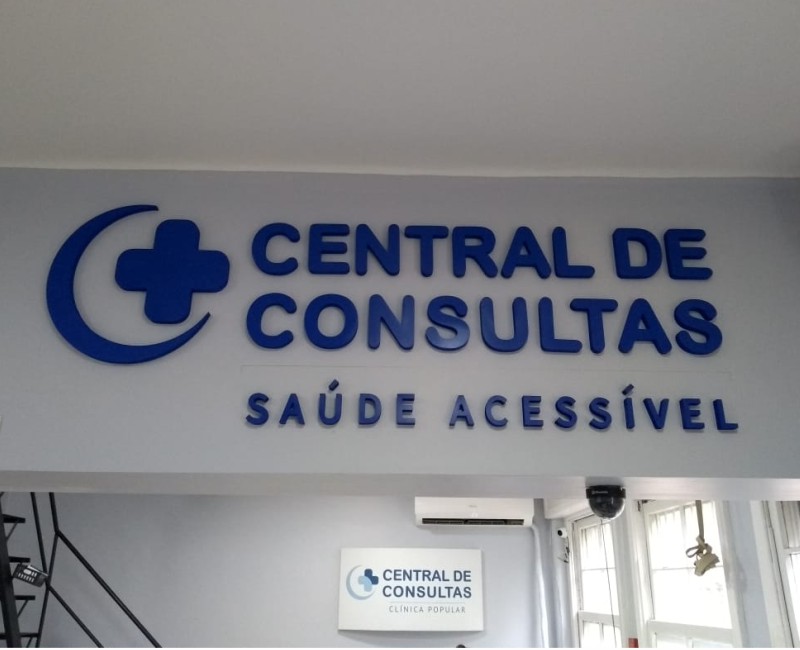 CENTRAL DE
CONSULTAS
SAÚDE ACESSÍVEL
CENTRAL DE
CONSULTAS
CLÍNICA POPULAR